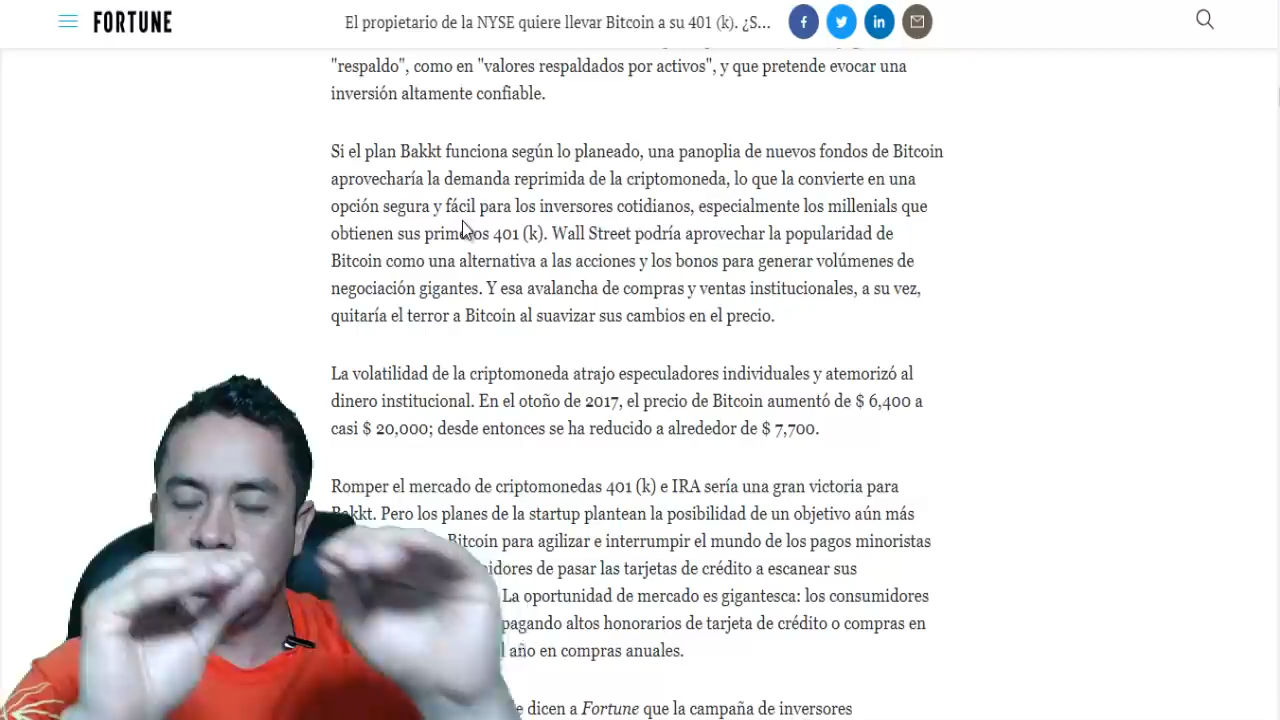 FORTUNE
El propietario de la NYSE quiere llevar Bitcoin a su 401 (k). ¿S...
"respaldo", como en "valores respaldados por activos", y que pretende evocar una
inversión altamente confiable.
Si el plan Bakkt funciona según lo planeado, una panoplia de nuevos fondos de Bitcoin
aprovecharía la demanda reprimida de la criptomoneda, lo que la convierte en una
opción segura y fácil para los inversores cotidianos, especialmente los millenials que
obtienen sus primeros 401 (k). Wall Street podría aprovechar la popularidad de
Bitcoin como una alternativa a las acciones y los bonos para generar volúmenes de
negociación gigantes. Y esa avalancha de compras y ventas institucionales, a su vez,
quitaría el terror a Bitcoin al suavizar sus cambios en el precio.
La volatilidad de la criptomoneda atrajo especuladores individuales y atemorizó al
dinero institucional. En el otoño de 2017, el precio de Bitcoin aumentó de $ 6,400 a
casi $ 20,000; desde entonces se ha reducido a alrededor de $ 7,700.
Romper el mercado de criptomonedas 401 (k) e IRA sería una gran victoria para
Bakkt. Pero los planes de la startup plantean la posibilidad de un objetivo aún más
Bitcoin para agilizar e interrumpir el mundo de los pagos minoristas
de pasar las tarjetas de crédito a escanear sus
La oportunidad de mercado es gigantesca: los consumidores
pagando altos honorarios de tarjeta de crédito o compras en
año en compras anuales.
dicen a Fortune que la campaña de inversores